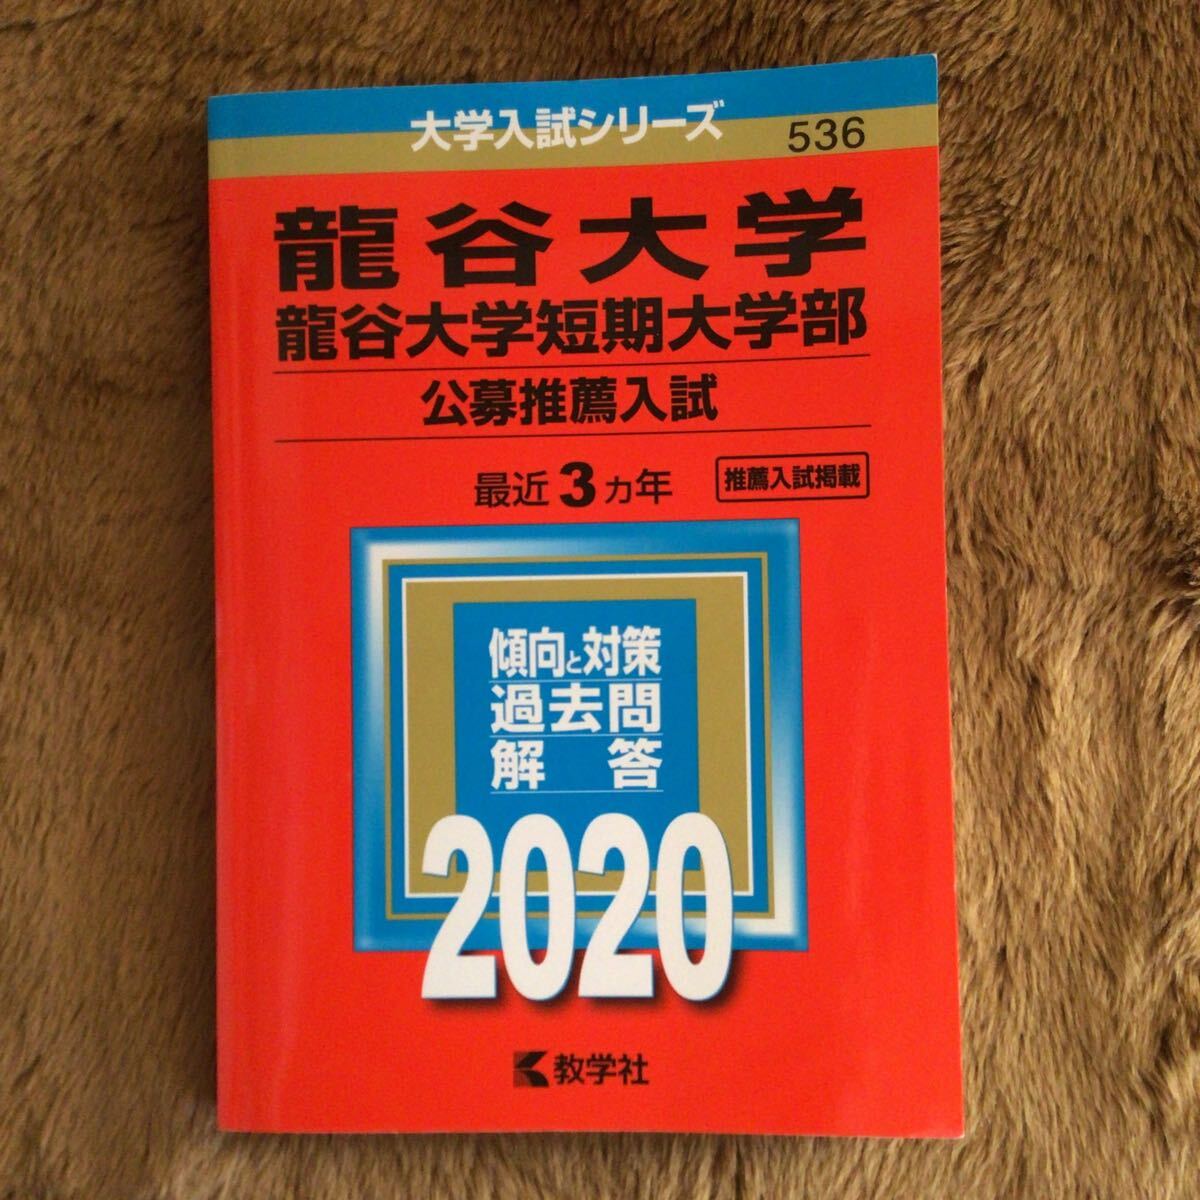 大学入試シリーズ
536
龍谷大学
龍谷大学短期大学部
公募推薦入試
最近3カ年
推薦入試掲載
傾向と対策
過去問
解答
2020
教学社